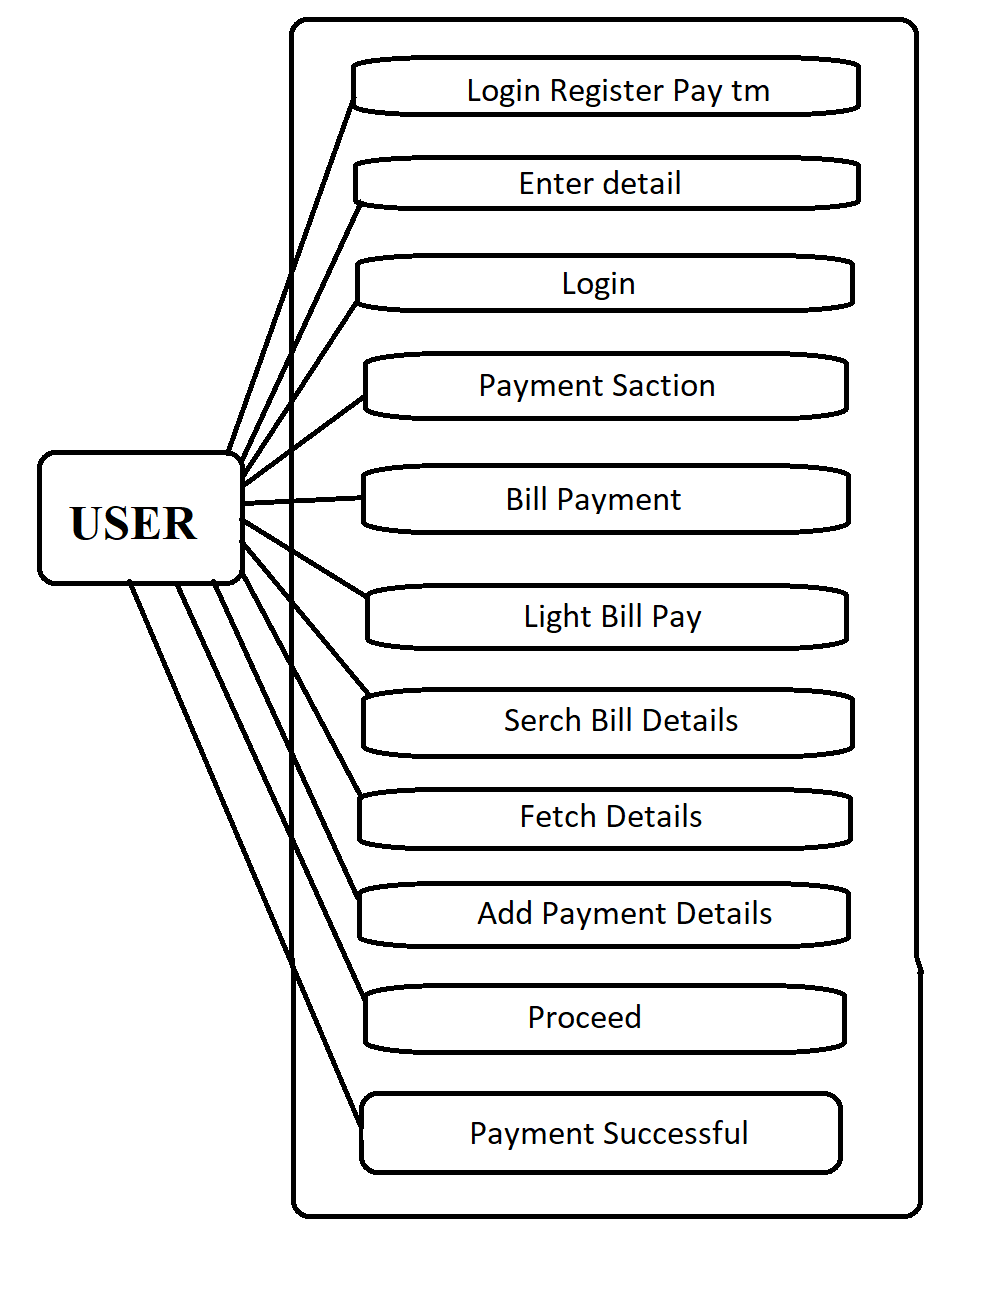 Login Register Pay tm
Enter detail
Login
Payment Saction
Bill Payment
USER
Light Bill Pay
Serch Bill Details
Fetch Details
Add Payment Details
Proceed
Payment Successful